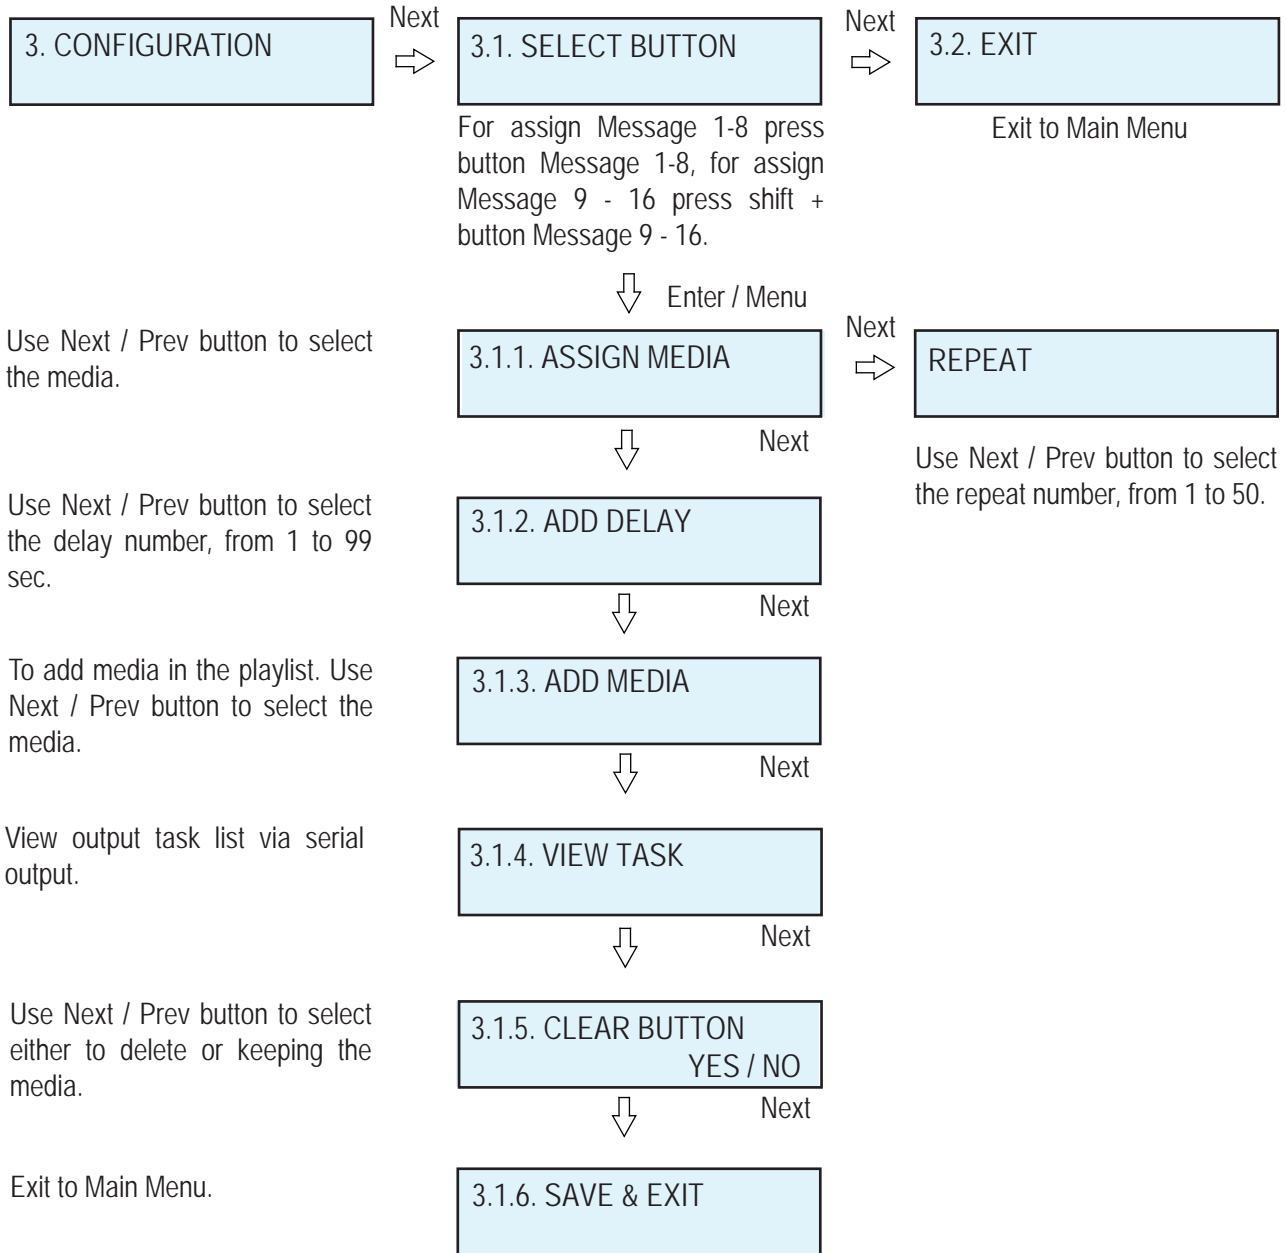 Next
Next
3. CONFIGURATION
3.1. SELECT BUTTON
3.2. EXIT
For assign Message 1-8 press
button Message 1-8, for assign
Message 9 - 16 press shift +
button Message 9 - 16.
Exit to Main Menu
Enter / Menu
Use Next / Prev button to select
the media.
3.1.1. ASSIGN MEDIA
Next
REPEAT
Next
Use Next / Prev button to select
the repeat number, from 1 to 50.
Use Next / Prev button to select
the delay number, from 1 to 99
sec.
3.1.2. ADD DELAY
Next
To add media in the playlist. Use
Next / Prev button to select the
media.
3.1.3. ADD MEDIA
Next
View output task list via serial
output.
3.1.4. VIEW TASK
Next
Use Next / Prev button to select
either to delete or keeping the
media.
3.1.5. CLEAR BUTTON
YES / NO
Next
Exit to Main Menu.
3.1.6. SAVE & EXIT